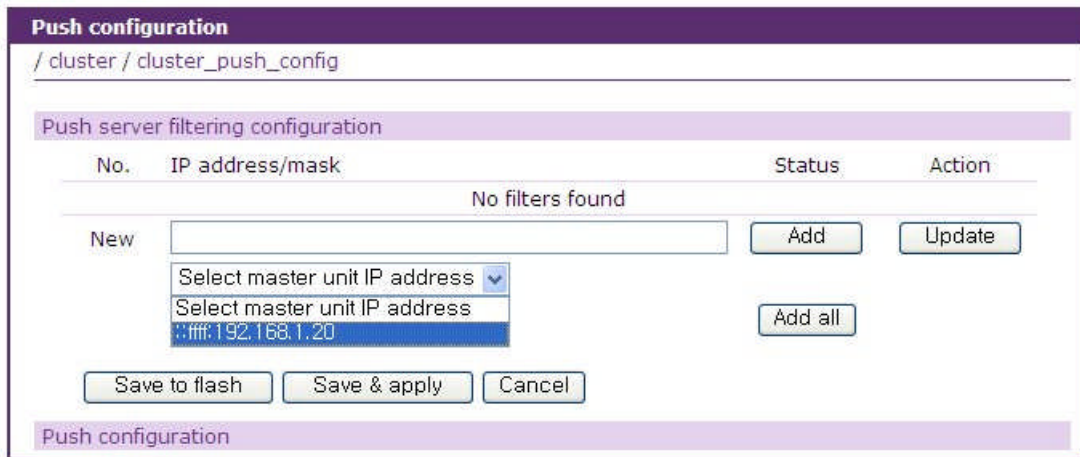 Push configuration
/ cluster / cluster_push_config
Push server filtering configuration
No. IP address/mask Status Action
No filters found
New Add Update
Select master unit IP address
Select master unit IP address Add all
::ffff:192.168.1.20
Save to flash Save & apply Cancel
Push configuration